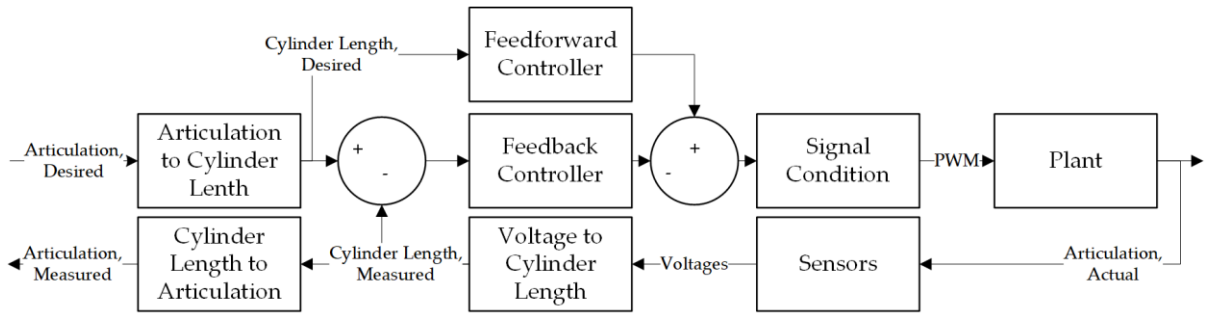 Cylinder Length,
Desired
Feedforward
Controller
Articulation,
Desired
Articulation
to Cylinder
Lenth
+
-
Feedback
Controller
+
-
Signal
Condition
PWM
Plant
Articulation,
Measured
Cylinder
Length to
Articulation
Cylinder Length,
Measured
Voltage to
Cylinder
Length
Voltages
Sensors
Articulation,
Actual